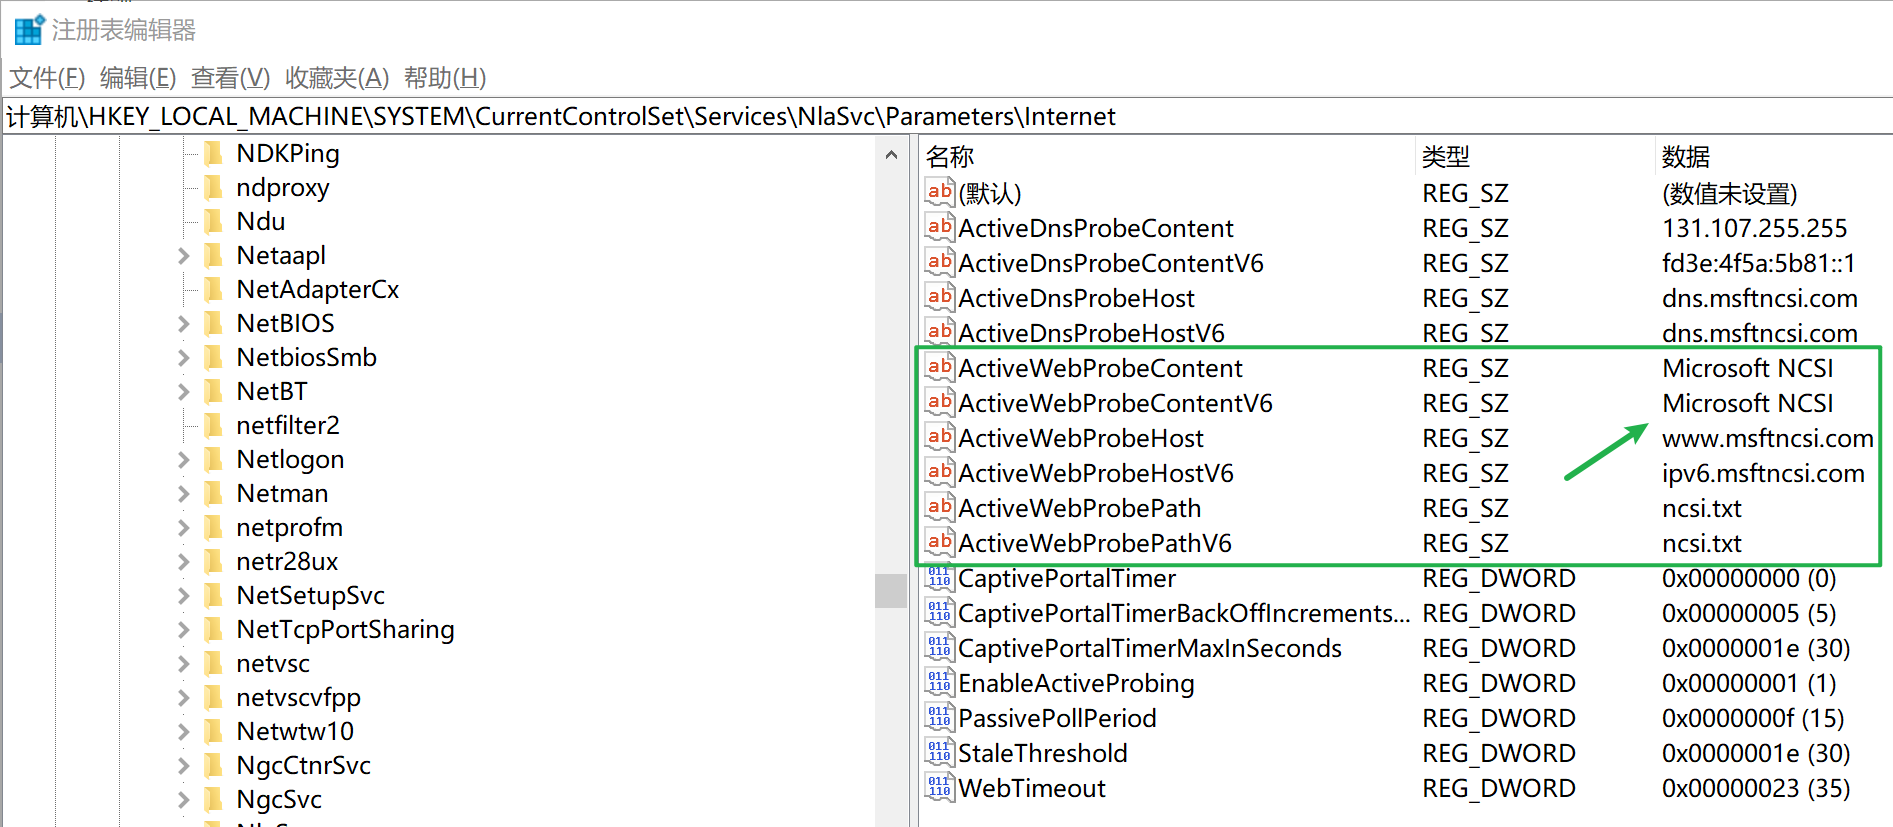 注册表编辑器
文件(F) 编辑(E) 查看(V) 收藏夹(A) 帮助(H)
计算机\HKEY_LOCAL_MACHINE\SYSTEM\CurrentControlSet\Services\NlaSvc\Parameters\Internet
NDKPing
ndproxy
Ndu
Netaapl
NetAdapterCx
NetBIOS
NetbiosSmb
NetBT
netfilter2
Netlogon
Netman
netprofm
netr28ux
NetSetupSvc
NetTcpPortSharing
netvsc
netvscvfpp
Netwtw10
NgcCtnrSvc
NgcSvc
名称 类型 数据
(默认) REG_SZ (数值未设置)
ActiveDnsProbeContent REG_SZ 131.107.255.255
ActiveDnsProbeContentV6 REG_SZ fd3e:4f5a:5b81::1
ActiveDnsProbeHost REG_SZ dns.msftncsi.com
ActiveDnsProbeHostV6 REG_SZ dns.msftncsi.com
ActiveWebProbeContent REG_SZ Microsoft NCSI
ActiveWebProbeContentV6 REG_SZ Microsoft NCSI
ActiveWebProbeHost REG_SZ www.msftncsi.com
ActiveWebProbeHostV6 REG_SZ ipv6.msftncsi.com
ActiveWebProbePath REG_SZ ncsi.txt
ActiveWebProbePathV6 REG_SZ ncsi.txt
CaptivePortalTimer REG_DWORD 0x00000000 (0)
CaptivePortalTimerBackOffIncrements... REG_DWORD 0x00000005 (5)
CaptivePortalTimerMaxInSeconds REG_DWORD 0x0000001e (30)
EnableActiveProbing REG_DWORD 0x00000001 (1)
PassivePollPeriod REG_DWORD 0x0000000f (15)
StaleThreshold REG_DWORD 0x0000001e (30)
WebTimeout REG_DWORD 0x00000023 (35)